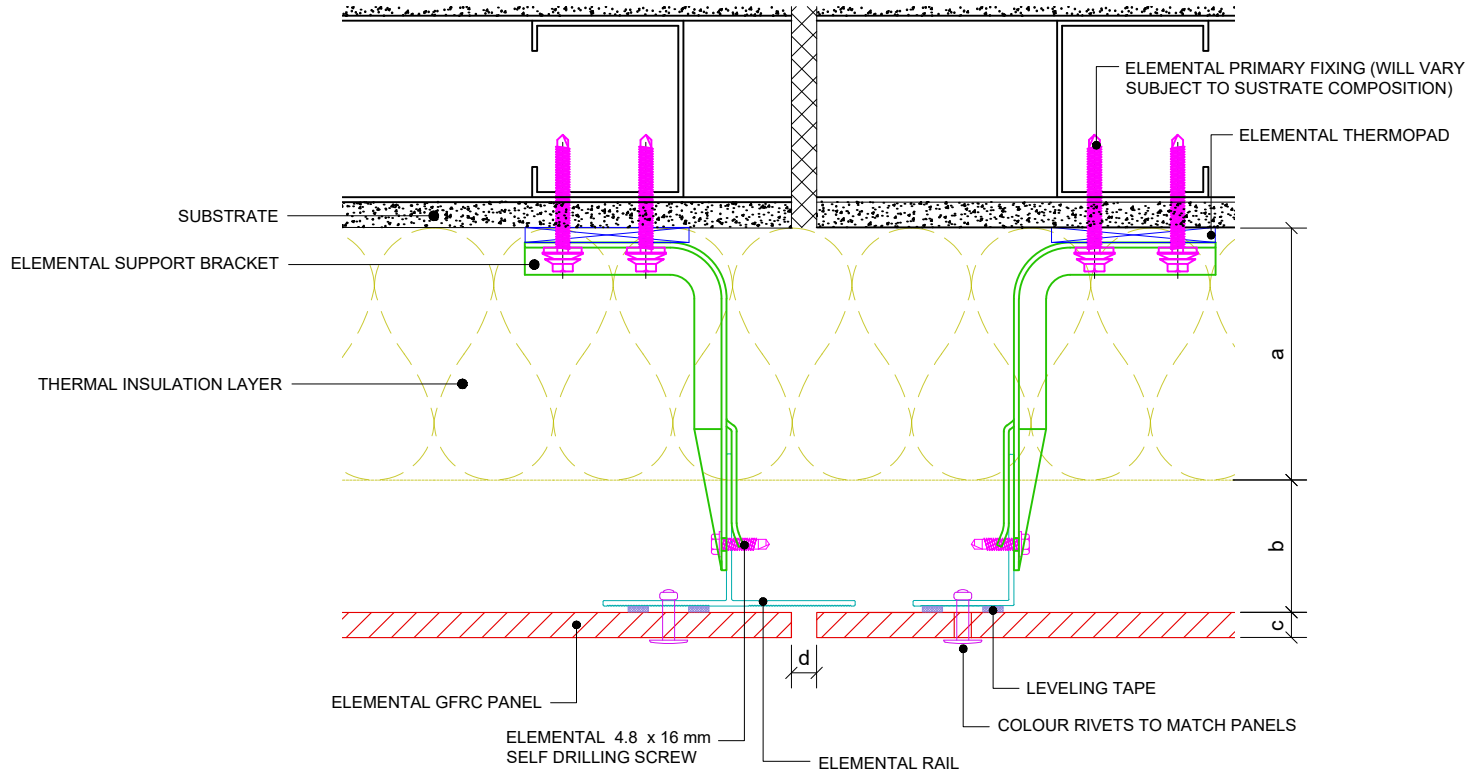 ELEMENTAL PRIMARY FIXING (WILL VARY
SUBJECT TO SUSTRATE COMPOSITION)
ELEMENTAL THERMOPAD
SUBSTRATE
ELEMENTAL SUPPORT BRACKET
THERMAL INSULATION LAYER
a
b
c
d
ELEMENTAL GFRC PANEL
LEVELING TAPE
COLOUR RIVETS TO MATCH PANELS
ELEMENTAL 4.8 x 16 mm
SELF DRILLING SCREW
ELEMENTAL RAIL